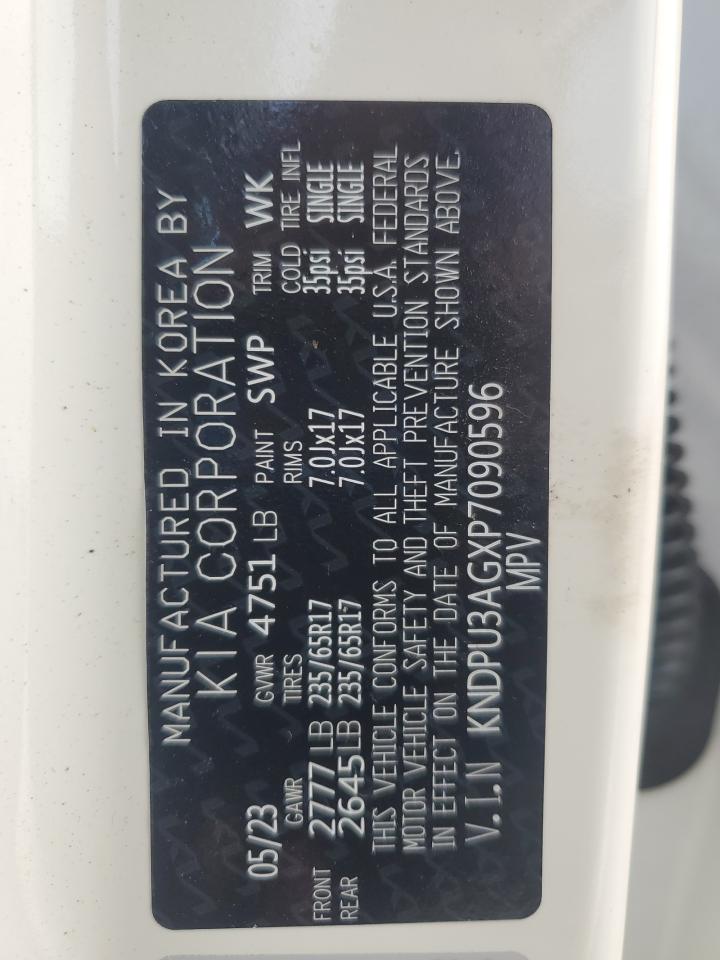 MANUFACTURED IN KOREA BY
KIA CORPORATION
05/23 GVWR 4751 LB PAINT SWP TRIM WK
GAWR TIRES RIMS COLD TIRE INFL
FRONT 2777 LB 235/65R17 7.0Jx17 35psi SINGLE
REAR 2645 LB 235/65R17 7.0Jx17 35psi SINGLE
THIS VEHICLE CONFORMS TO ALL APPLICABLE U.S.A. FEDERAL
MOTOR VEHICLE SAFETY AND THEFT PREVENTION STANDARDS
IN EFFECT ON THE DATE OF MANUFACTURE SHOWN ABOVE.
V.I.N KNDPU3AGXP7090596
MPV